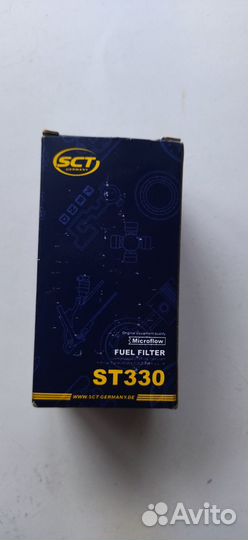 SCT
GERMANY
Original Equipment Quality
Microflow
FUEL FILTER
ST330
WWW.SCT-GERMANY.DE
Avito